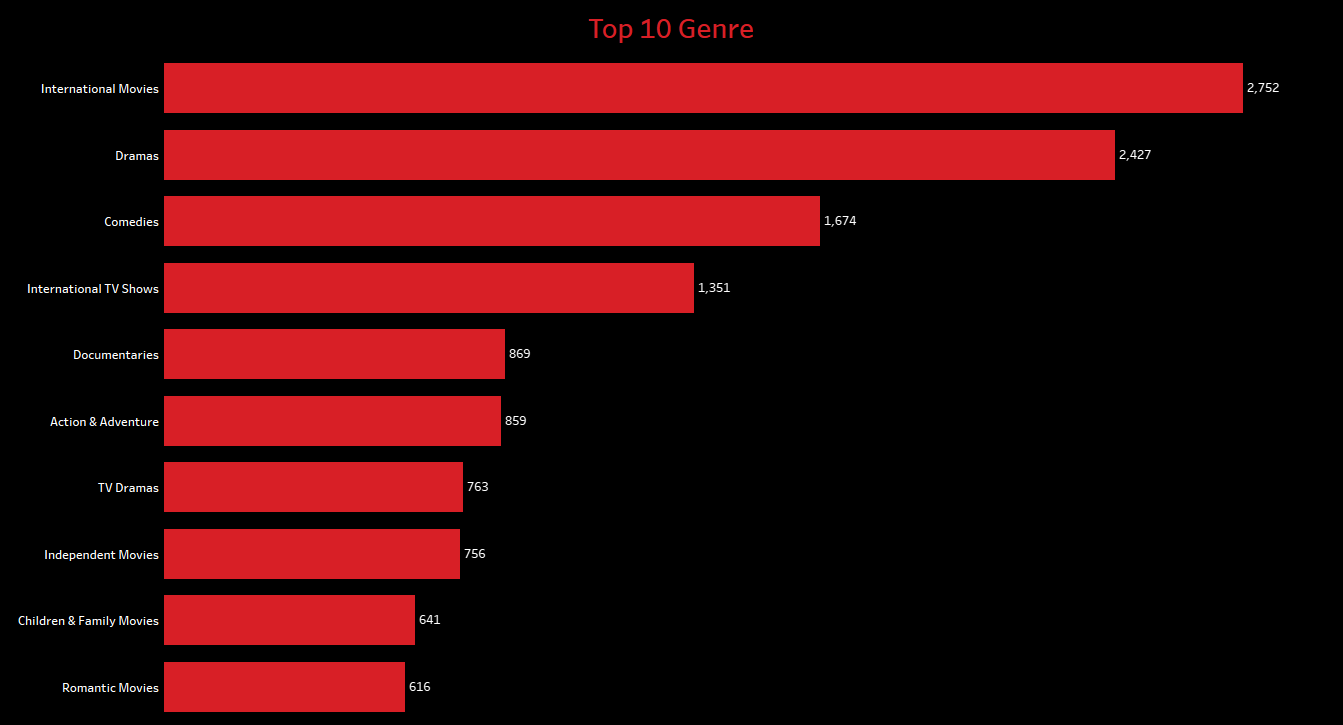 Top 10 Genre
International Movies 2,752
Dramas 2,427
Comedies 1,674
International TV Shows 1,351
Documentaries 869
Action & Adventure 859
TV Dramas 763
Independent Movies 756
Children & Family Movies 641
Romantic Movies 616